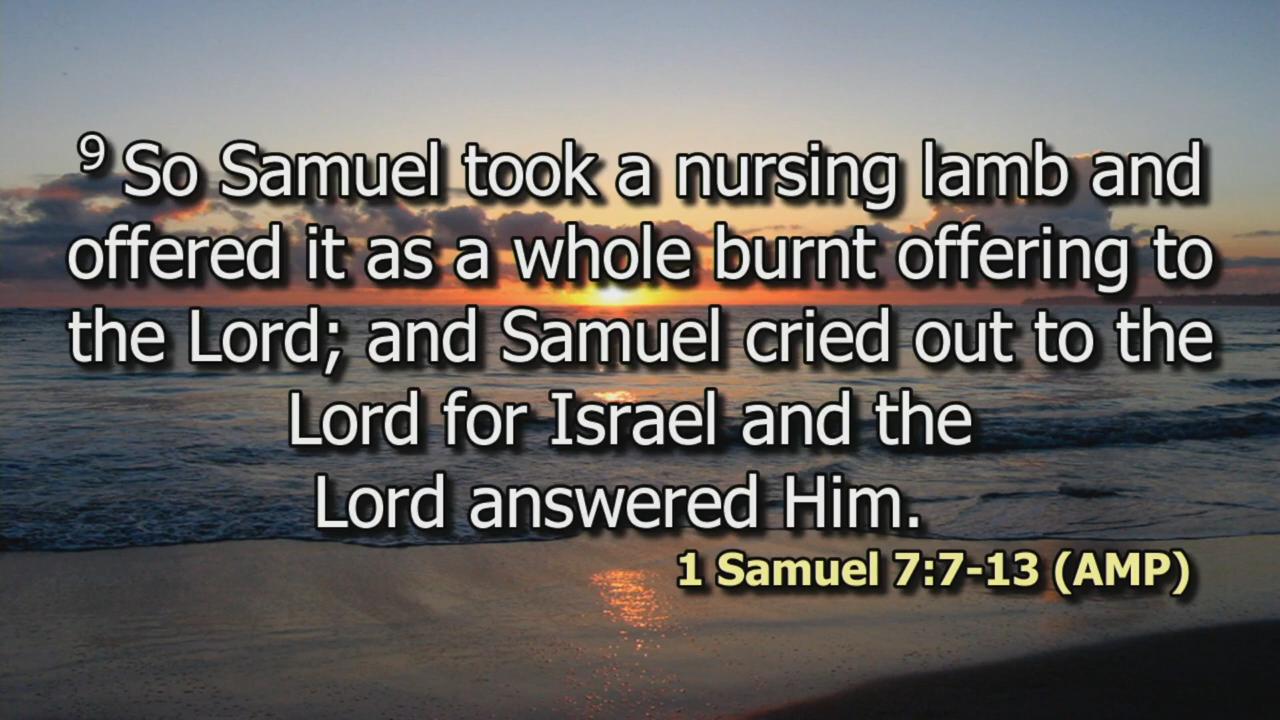 9 So Samuel took a nursing lamb and
offered it as a whole burnt offering to
the Lord; and Samuel cried out to the
Lord for Israel and the
Lord answered Him.
1 Samuel 7:7-13 (AMP)